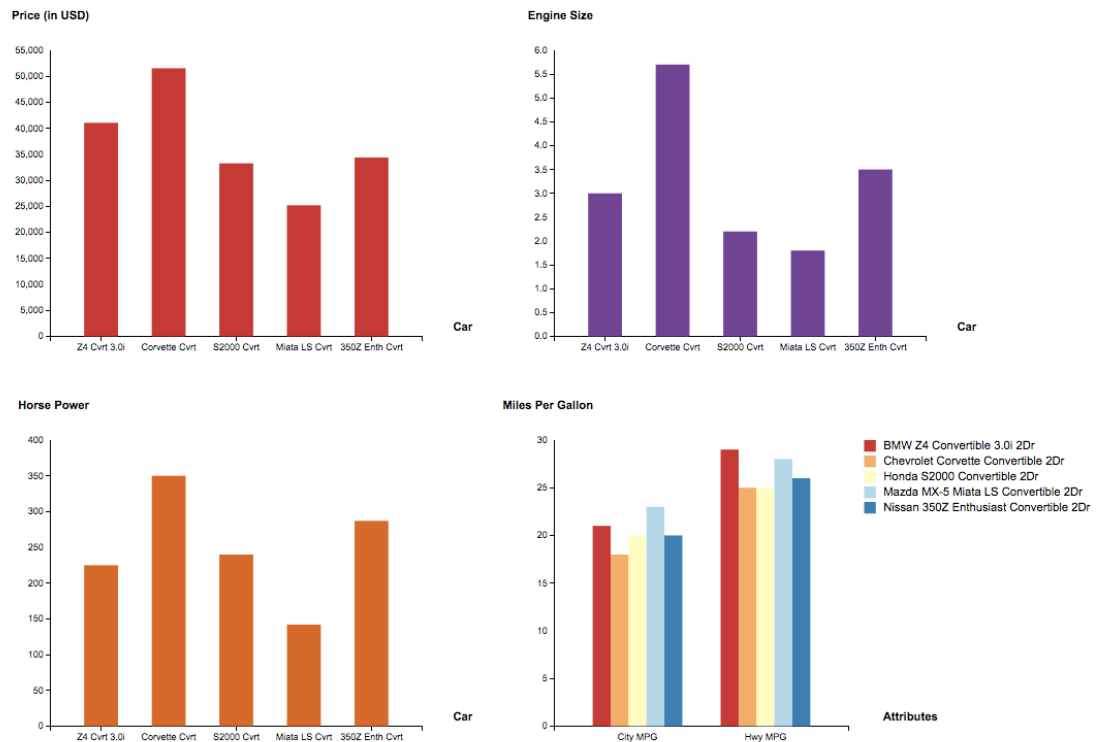 Price (in USD)
55,000
50,000
45,000
40,000
35,000
30,000
25,000
20,000
15,000
10,000
5,000
0
Z4 Cvrt 3.0i Corvette Cvrt S2000 Cvrt Miata LS Cvrt 350Z Enth Cvrt
Car
Engine Size
6.0
5.5
5.0
4.5
4.0
3.5
3.0
2.5
2.0
1.5
1.0
0.5
0.0
Z4 Cvrt 3.0i Corvette Cvrt S2000 Cvrt Miata LS Cvrt 350Z Enth Cvrt
Car
Horse Power
400
350
300
250
200
150
100
50
0
Z4 Cvrt 3.0i Corvette Cvrt S2000 Cvrt Miata LS Cvrt 350Z Enth Cvrt
Car
Miles Per Gallon
30
25
20
15
10
5
0
City MPG Hwy MPG
Attributes
BMW Z4 Convertible 3.0i 2Dr
Chevrolet Corvette Convertible 2Dr
Honda S2000 Convertible 2Dr
Mazda MX-5 Miata LS Convertible 2Dr
Nissan 350Z Enthusiast Convertible 2Dr